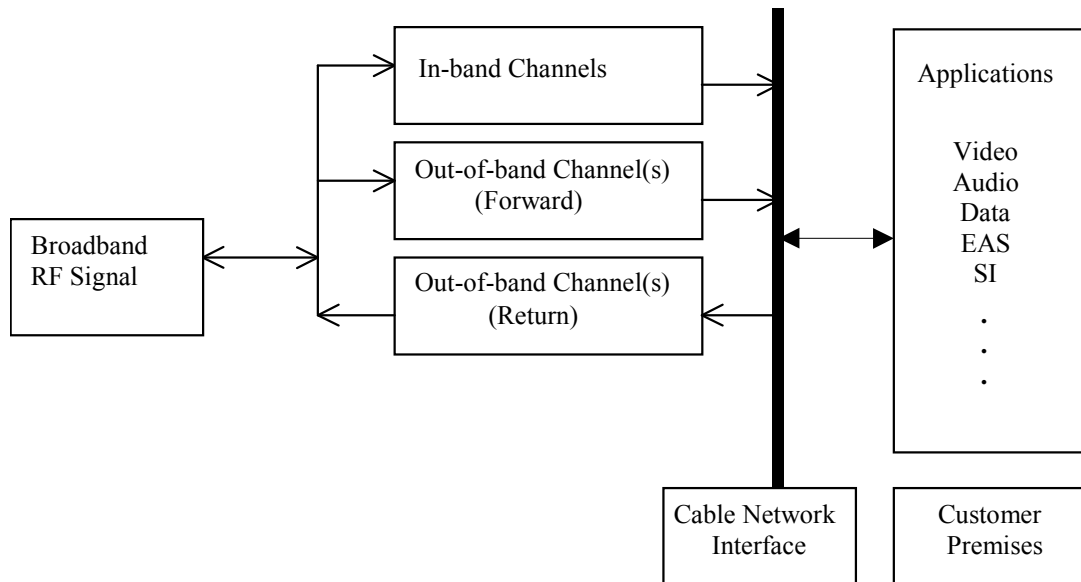 In-band Channels
Out-of-band Channel(s)
(Forward)
Out-of-band Channel(s)
(Return)
Broadband
RF Signal
Applications
Video
Audio
Data
EAS
SI
.
.
.
Cable Network
Interface
Customer
Premises